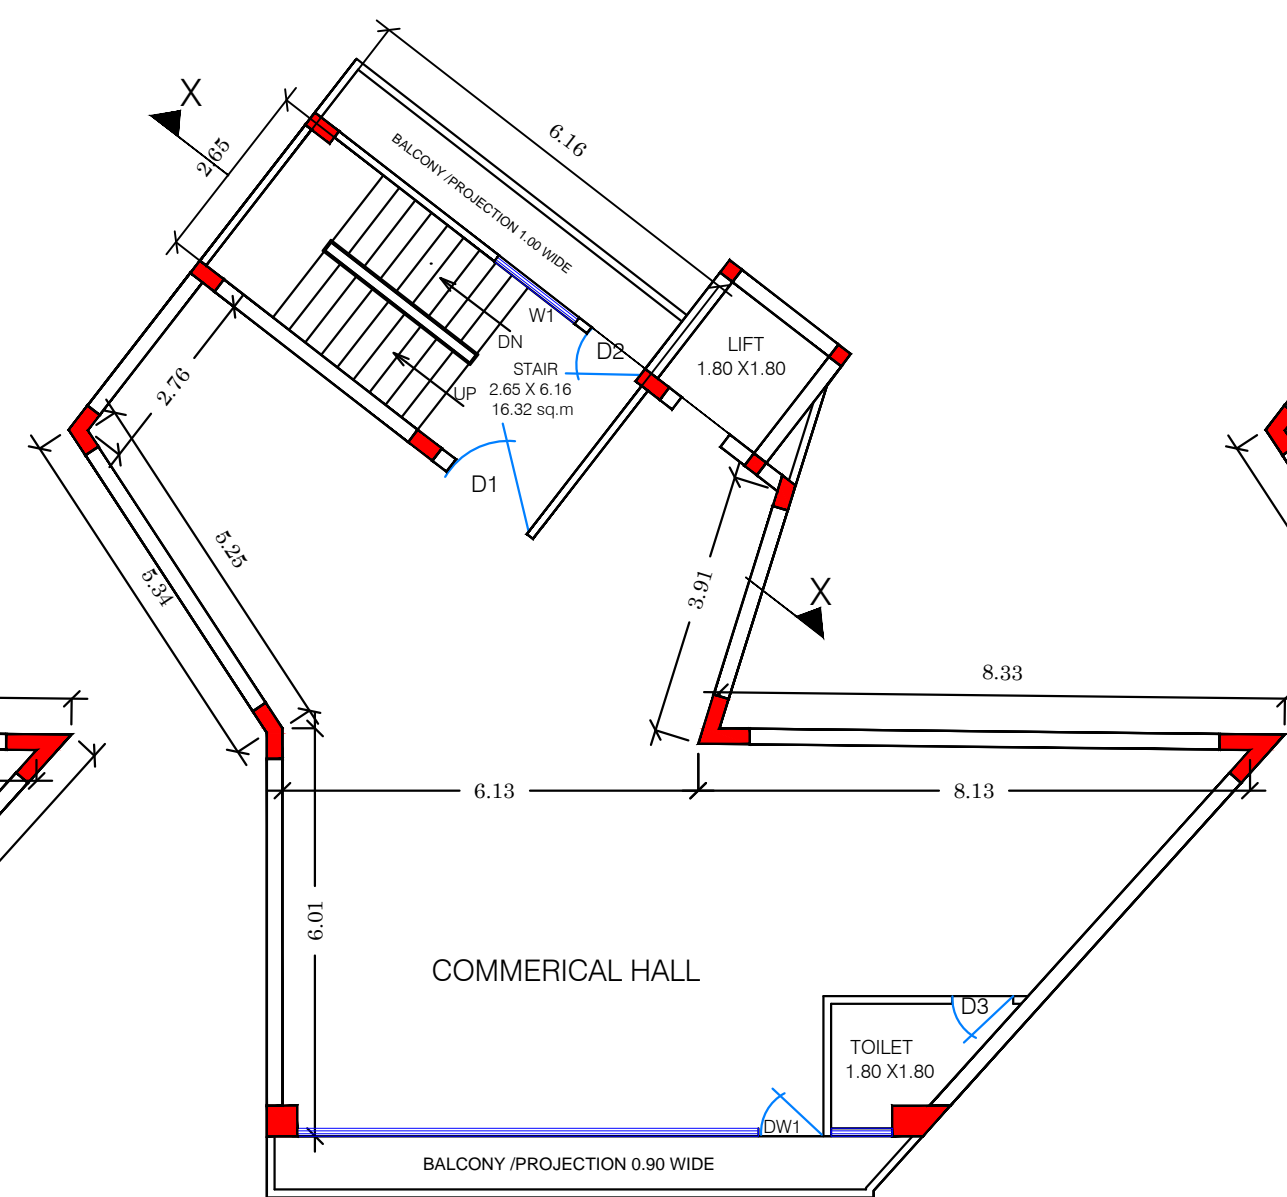 X
6.16
2.65
BALCONY /PROJECTION 1.00 WIDE
W1
DN
D2
LIFT
1.80 X1.80
STAIR
2.65 X 6.16
16.32 sq.m
UP
2.76
D1
5.25
5.34
3.91
X
8.33
6.13
8.13
6.01
COMMERICAL HALL
D3
TOILET
1.80 X1.80
DW1
BALCONY /PROJECTION 0.90 WIDE